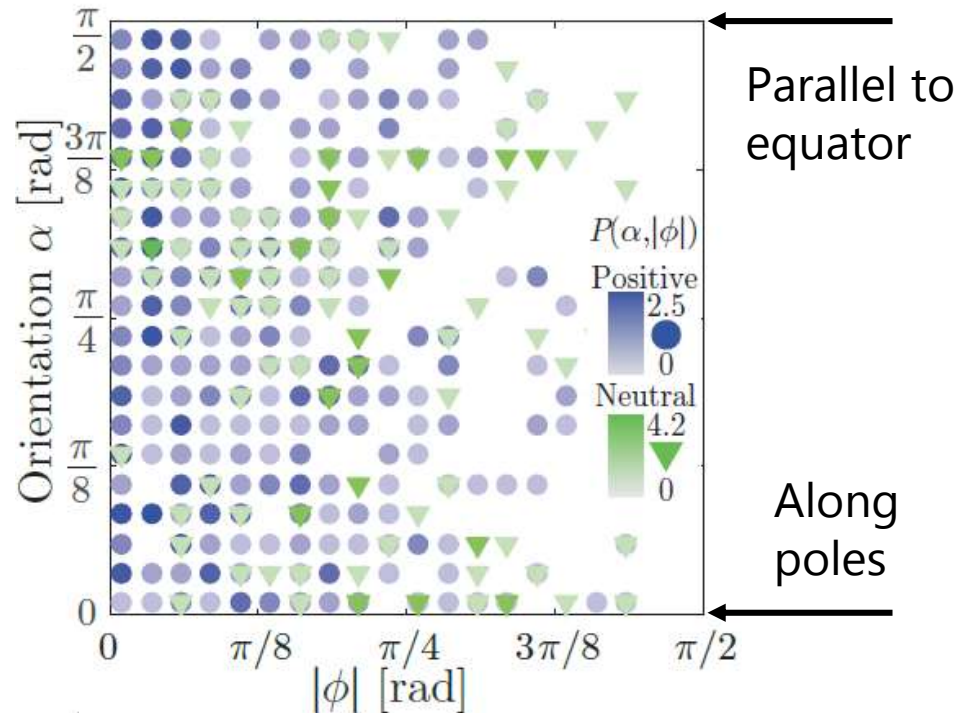 π/2
3π/8
π/4
π/8
0
Orientation α [rad]
0 π/8 π/4 3π/8 π/2
|ϕ| [rad]
P(α,|ϕ|)
Positive
2.5
0
Neutral
4.2
0
Parallel to
equator
Along
poles